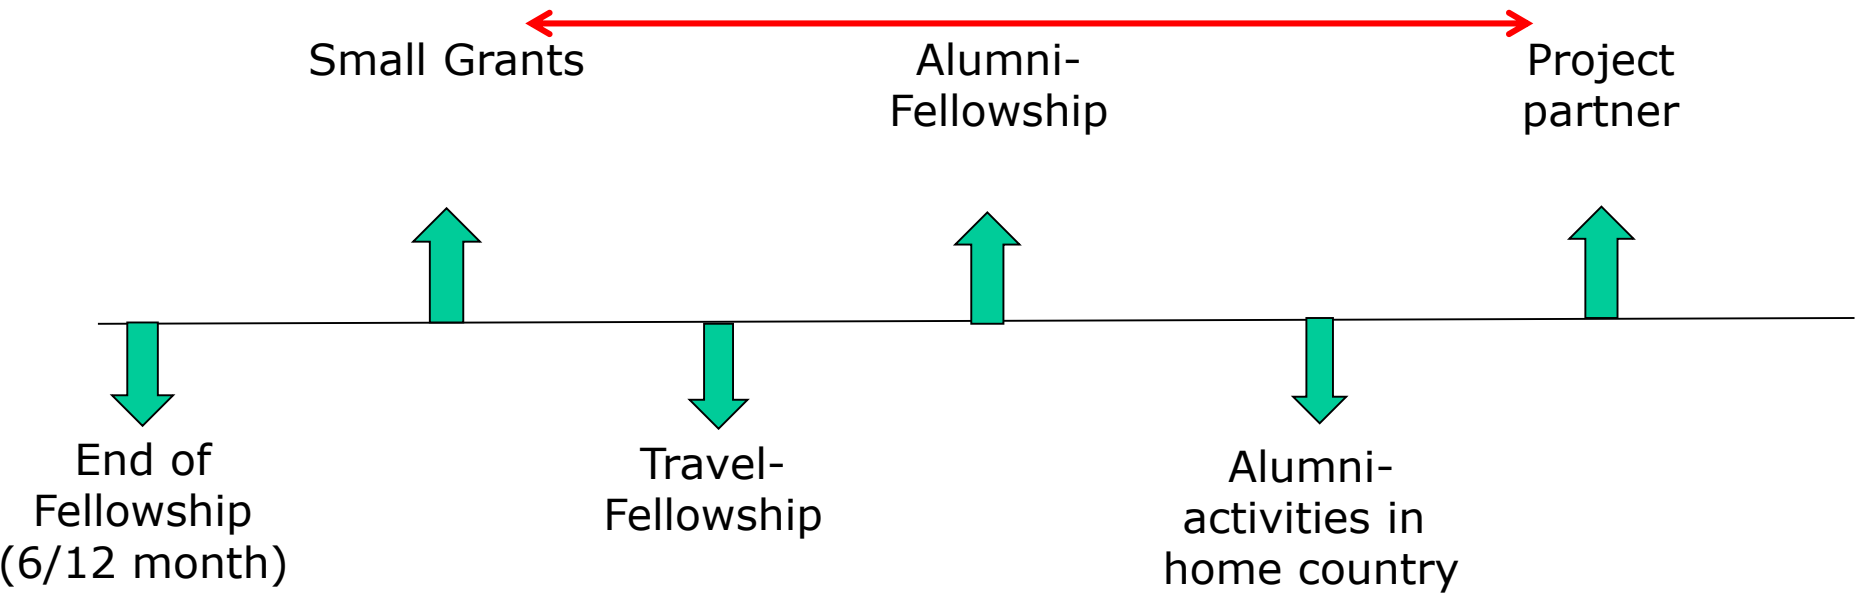 Small Grants
Alumni-
Fellowship
Project
partner
End of
Fellowship
(6/12 month)
Travel-
Fellowship
Alumni-
activities in
home country